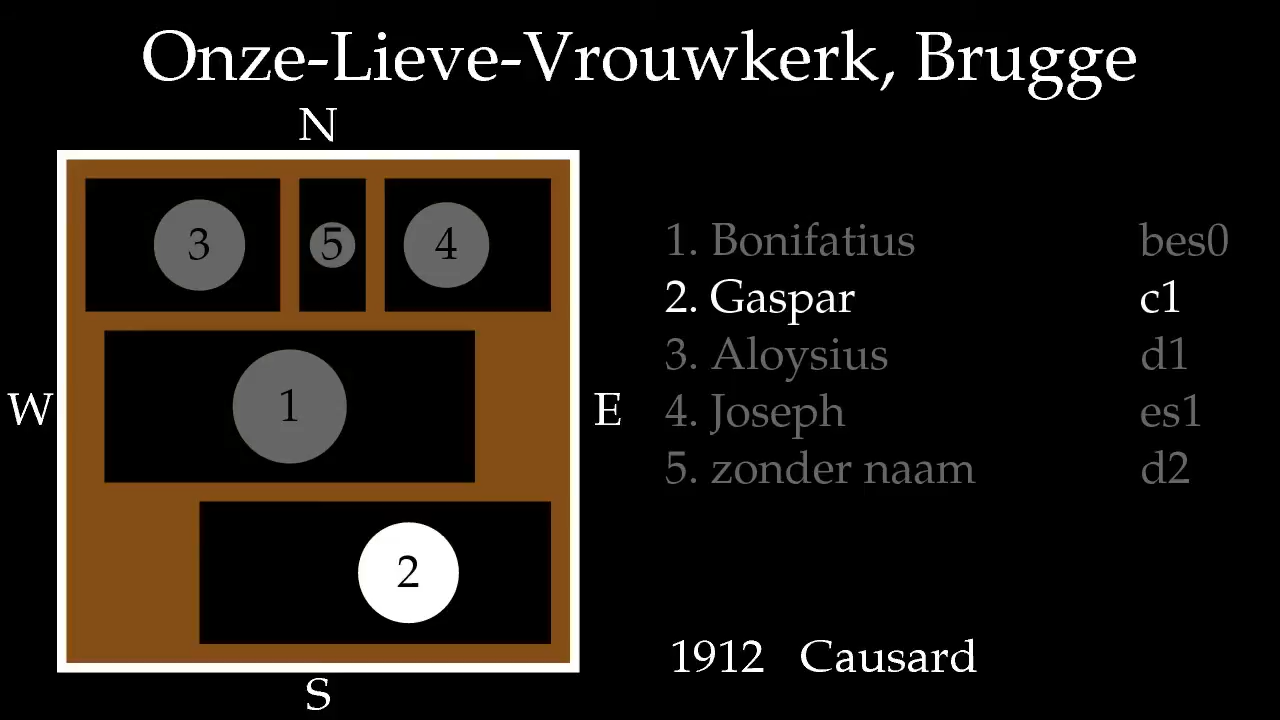 Onze-Lieve-Vrouwkerk, Brugge
N
3 5 4
1. Bonifatius bes0
2. Gaspar c1
3. Aloysius d1
W 1 E
4. Joseph es1
5. zonder naam d2
2
1912 Causard
S